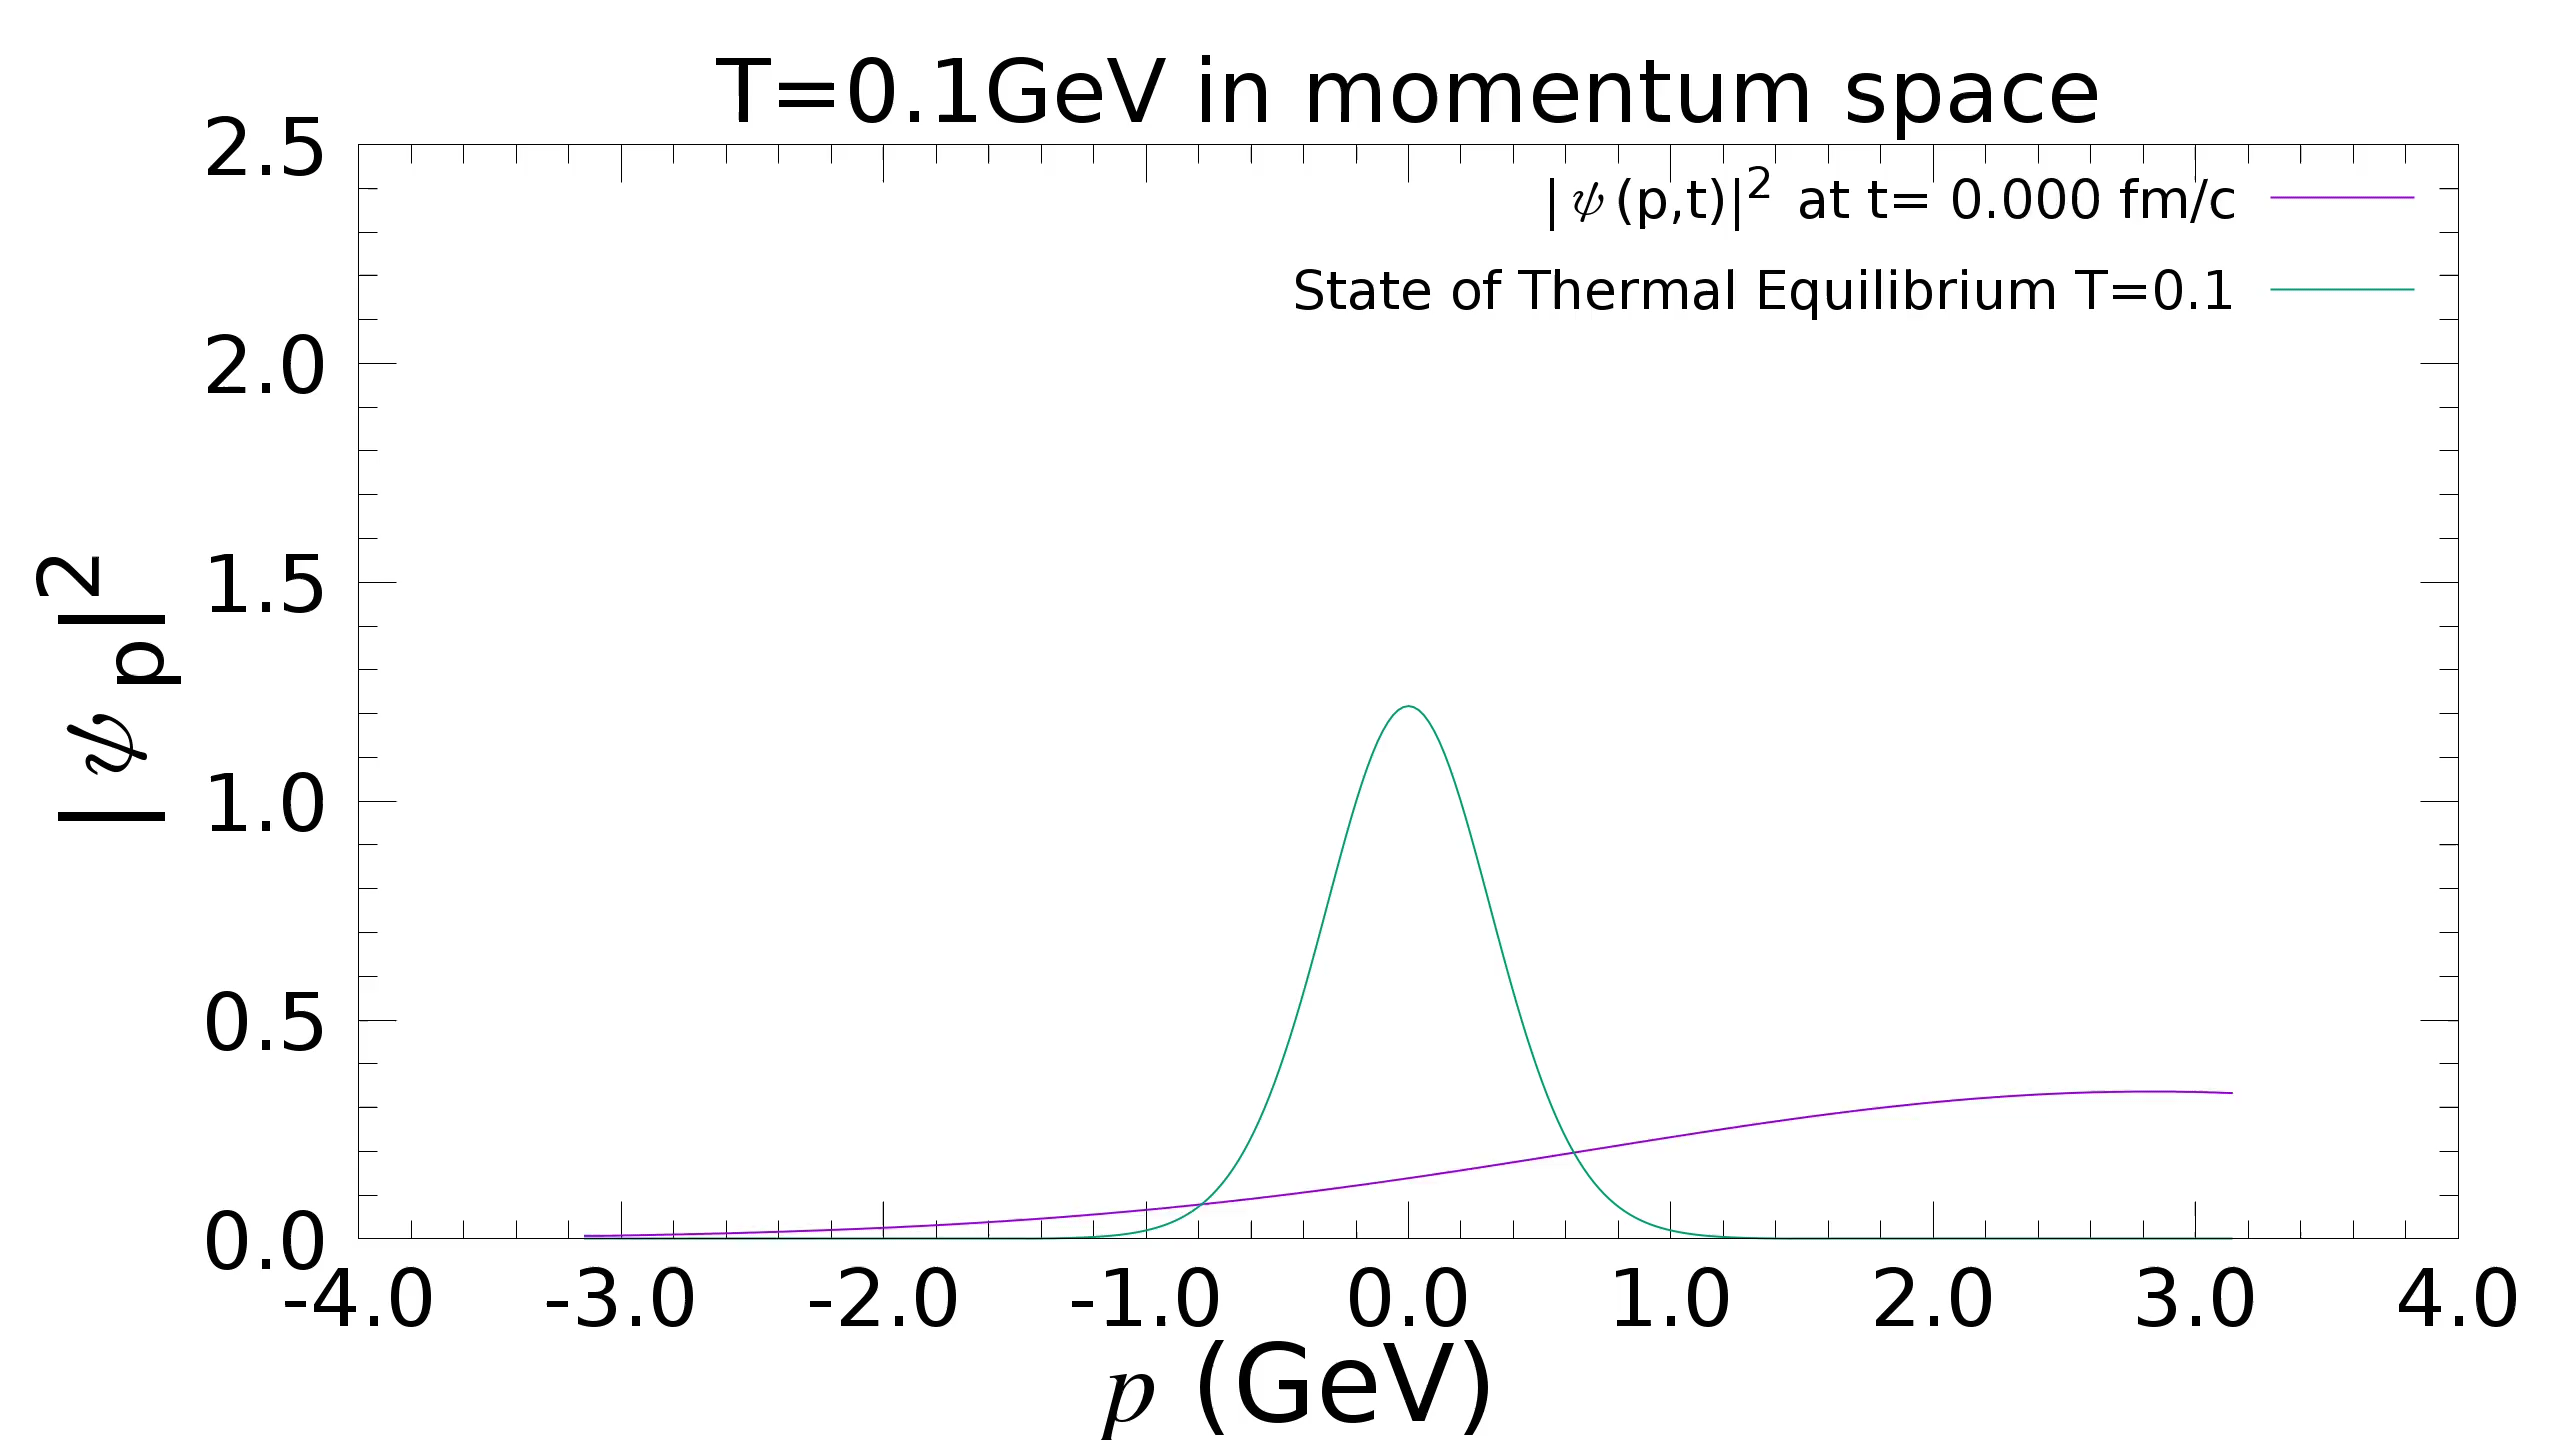 T=0.1GeV in momentum space
|ψ(p,t)|² at t= 0.000 fm/c
State of Thermal Equilibrium T=0.1
|ψp|²
2.5
2.0
1.5
1.0
0.5
0.0
-4.0 -3.0 -2.0 -1.0 0.0 1.0 2.0 3.0 4.0
p (GeV)